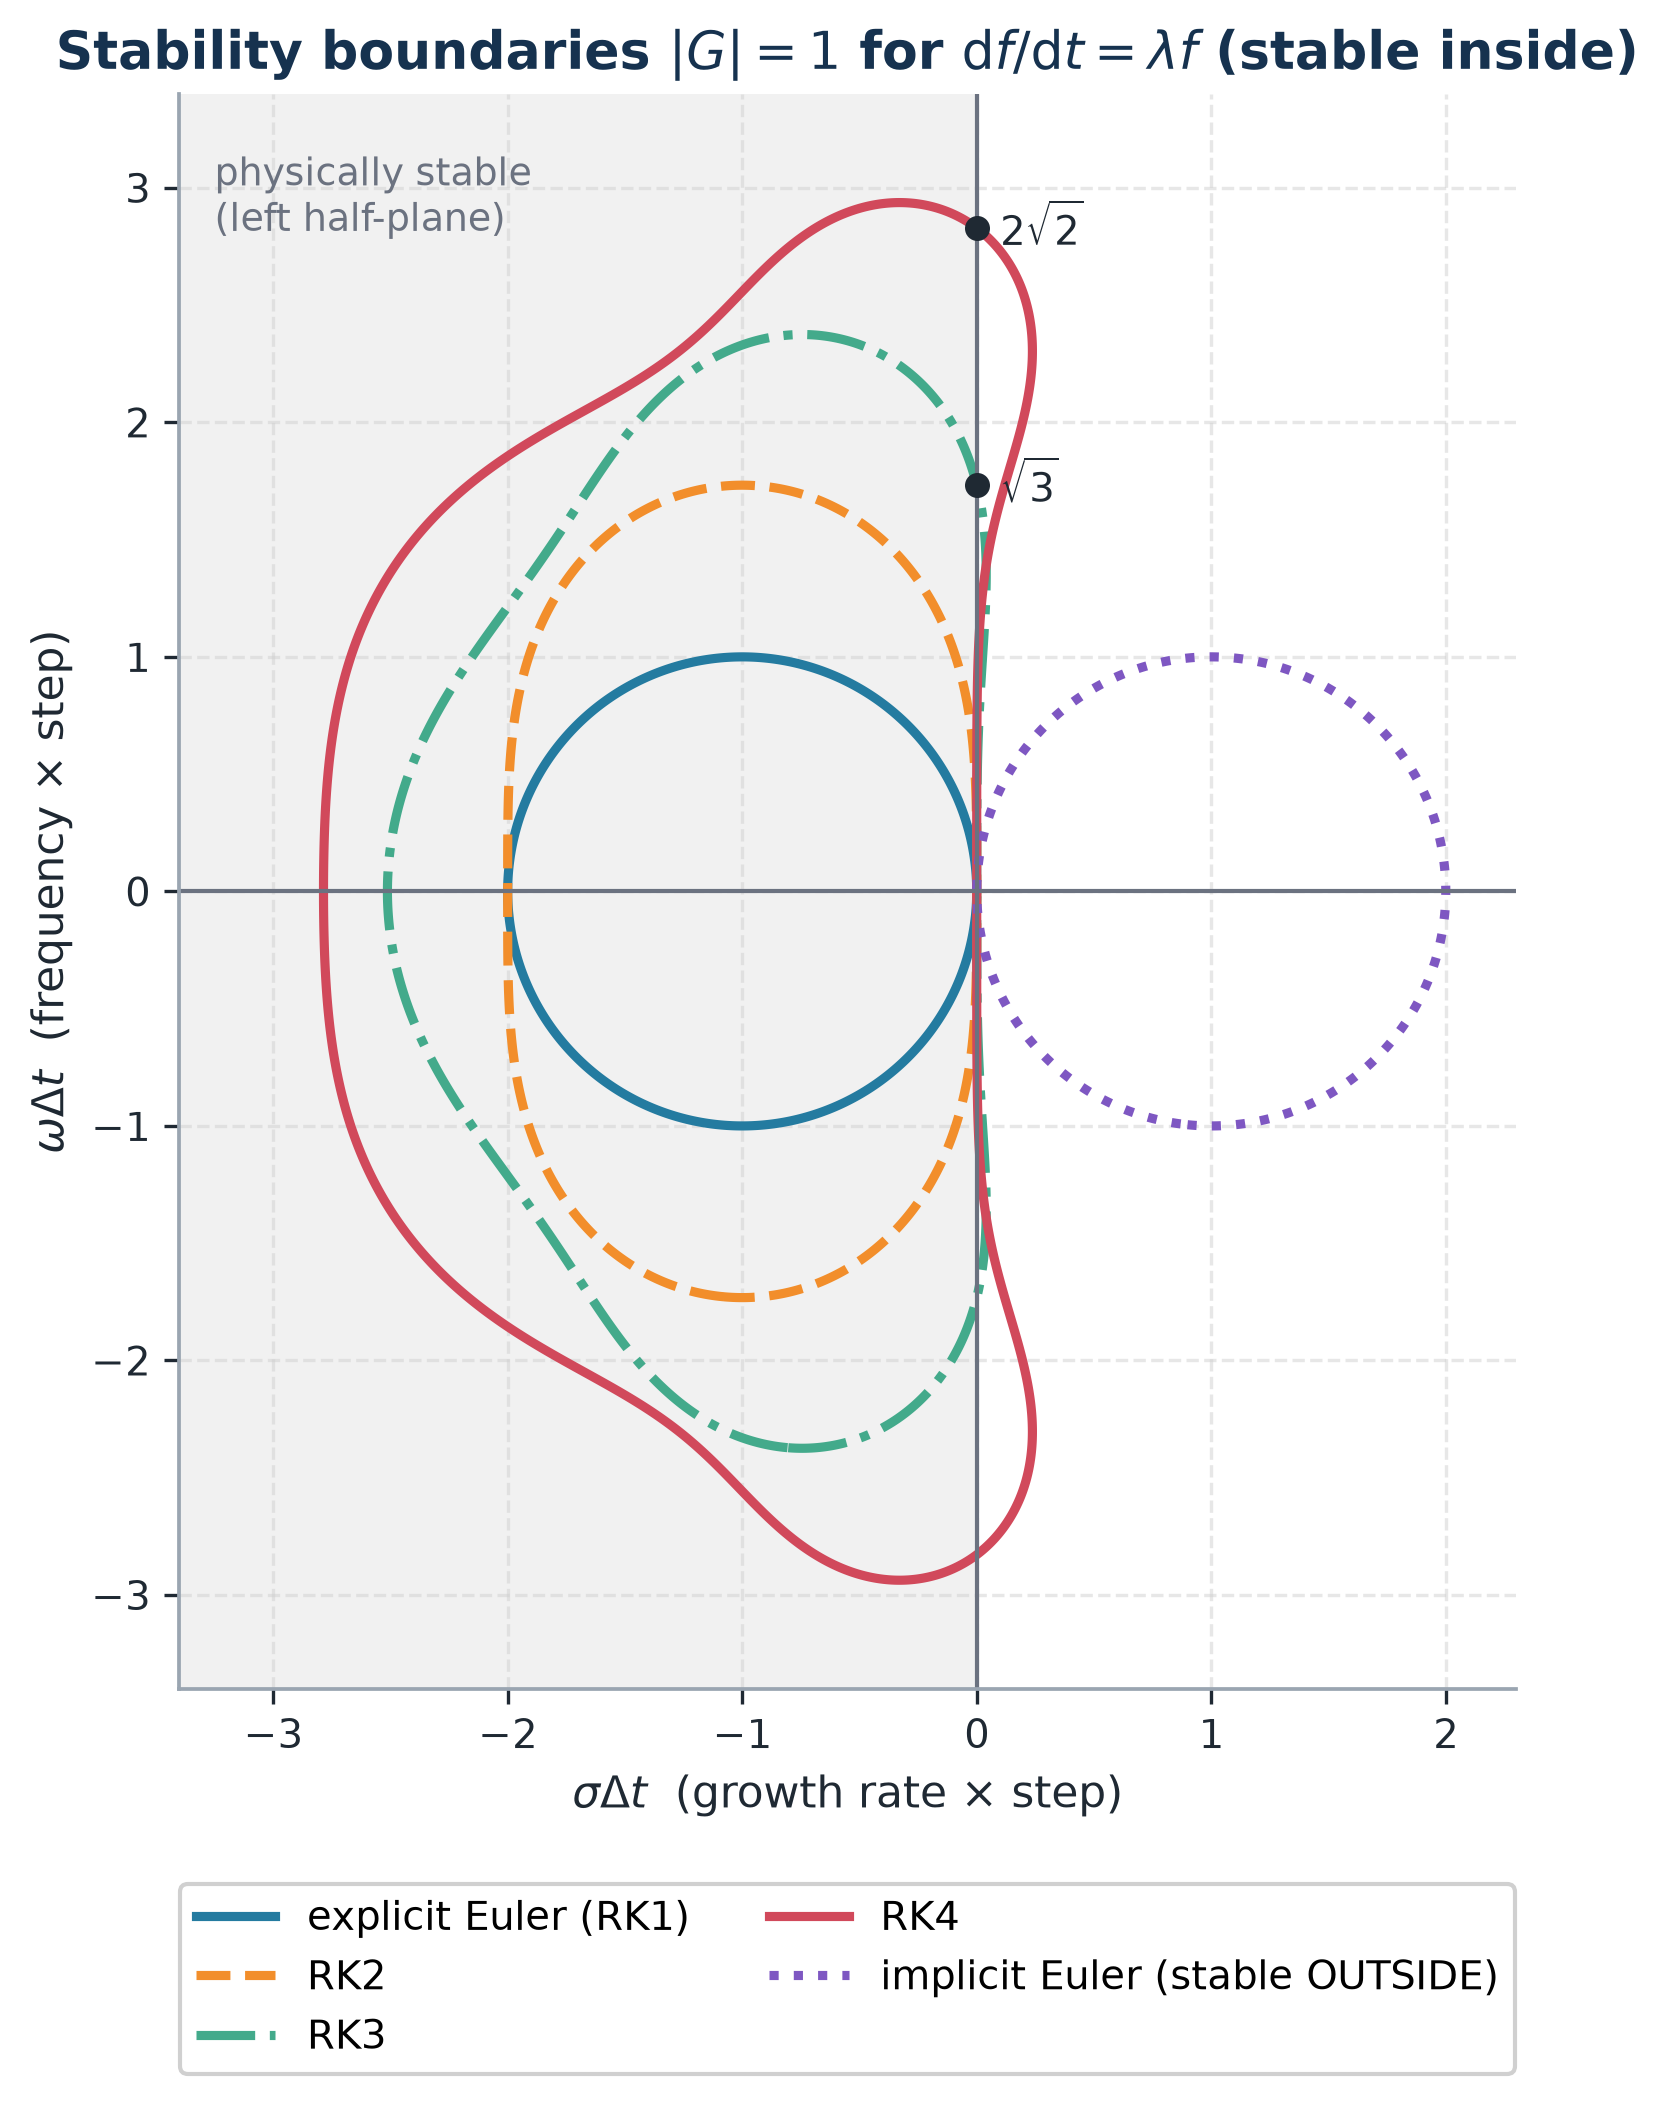 Stability boundaries |G| = 1 for df/dt = λf (stable inside)
physically stable
(left half-plane)
2√2
√3
3
2
1
0
−1
−2
−3
ωΔt (frequency × step)
−3
−2
−1
0
1
2
σΔt (growth rate × step)
explicit Euler (RK1)
RK2
RK3
RK4
implicit Euler (stable OUTSIDE)